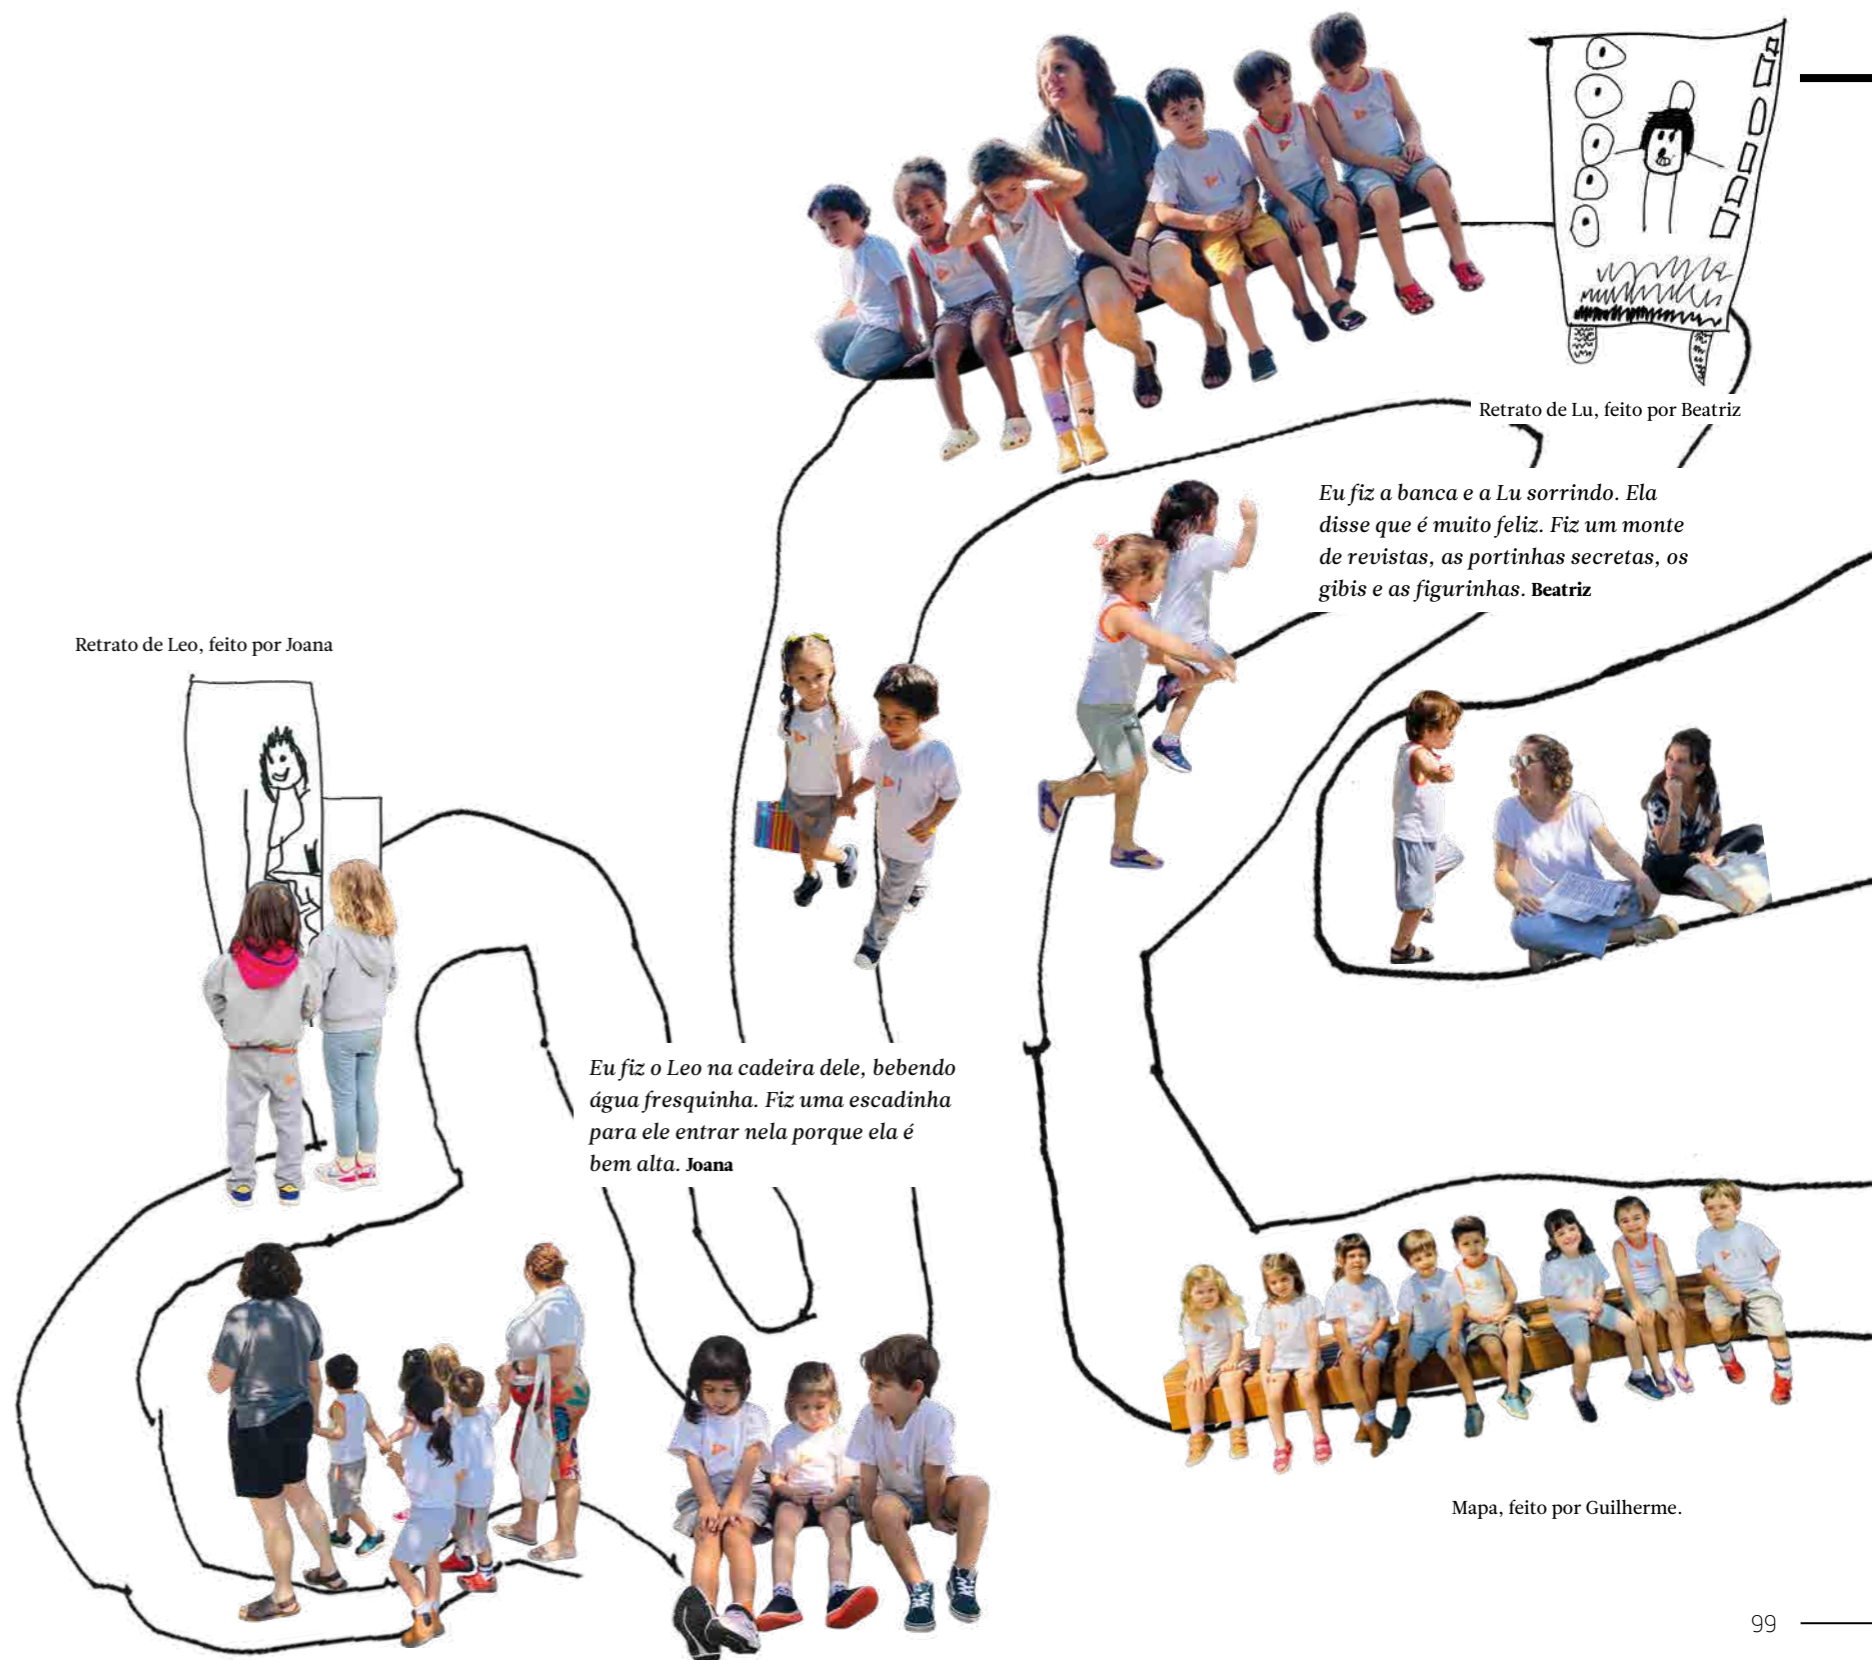 Retrato de Lu, feito por Beatriz
Eu fiz a banca e a Lu sorrindo. Ela
disse que é muito feliz. Fiz um monte
de revistas, as portinhas secretas, os
gibis e as figurinhas. Beatriz
Retrato de Leo, feito por Joana
Eu fiz o Leo na cadeira dele, bebendo
água fresquinha. Fiz uma escadinha
para ele entrar nela porque ela é
bem alta. Joana
Mapa, feito por Guilherme.
99